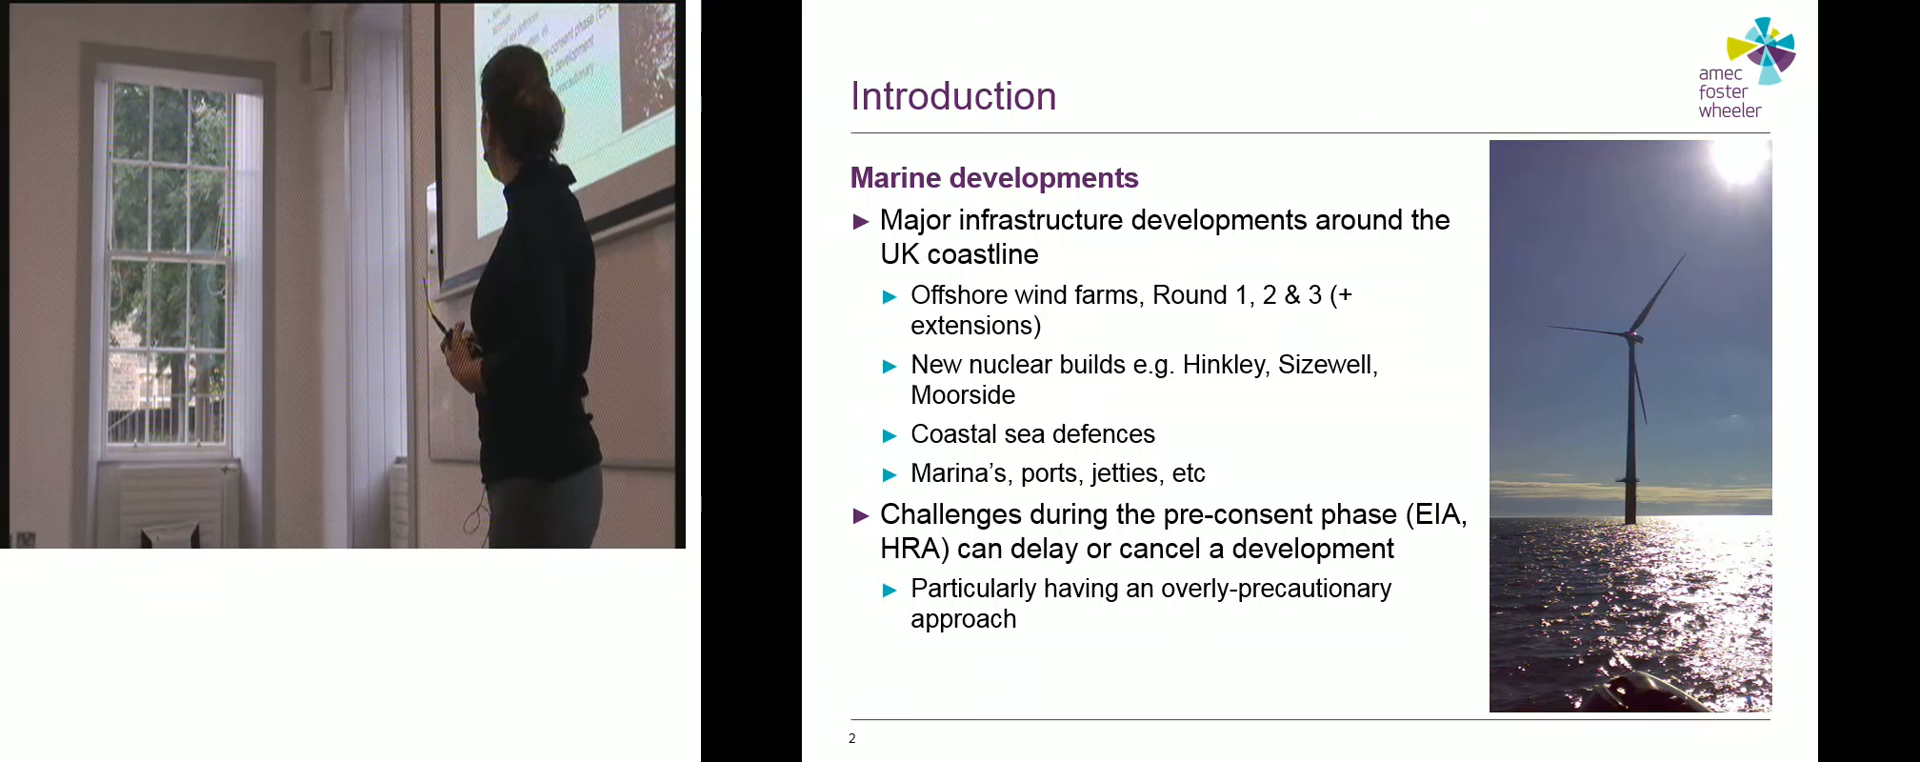 Introduction
amec
foster
wheeler
Marine developments
Major infrastructure developments around the
UK coastline
Offshore wind farms, Round 1, 2 & 3 (+
extensions)
New nuclear builds e.g. Hinkley, Sizewell,
Moorside
Coastal sea defences
Marina's, ports, jetties, etc
Challenges during the pre-consent phase (EIA,
HRA) can delay or cancel a development
Particularly having an overly-precautionary
approach
2